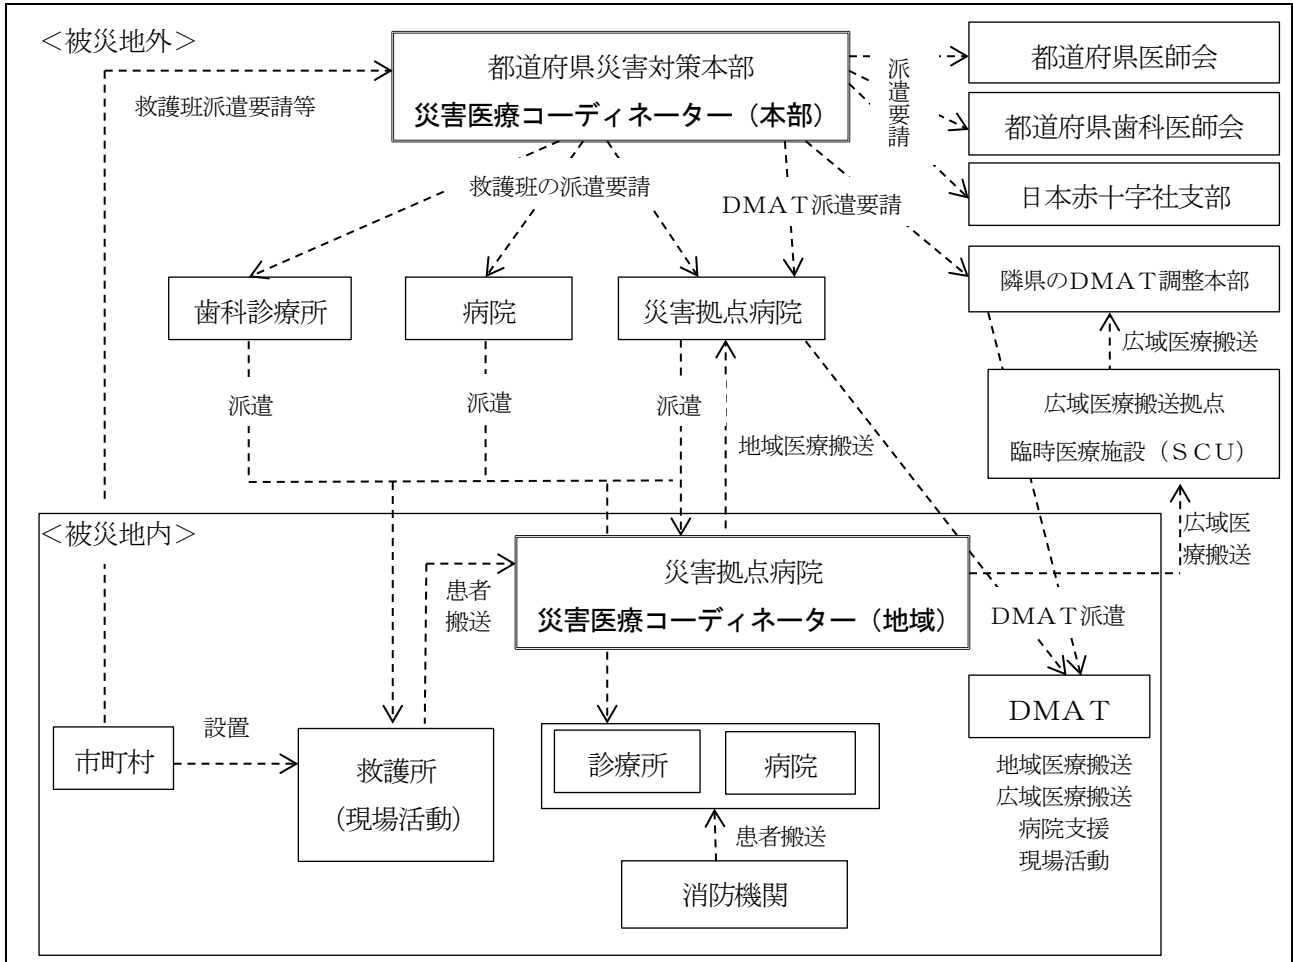 ＜被災地外＞
都道府県災害対策本部
災害医療コーディネーター（本部）
救護班派遣要請等
派遣要請
都道府県医師会
都道府県歯科医師会
日本赤十字社支部
救護班の派遣要請
ＤＭＡＴ派遣要請
歯科診療所
病院
災害拠点病院
隣県のＤＭＡＴ調整本部
広域医療搬送
派遣
派遣
派遣
地域医療搬送
広域医療搬送拠点
臨時医療施設（ＳＣＵ）
＜被災地内＞
広域医
療搬送
災害拠点病院
災害医療コーディネーター（地域）
患者
搬送
ＤＭＡＴ派遣
市町村
設置
救護所
（現場活動）
診療所
病院
ＤＭＡＴ
地域医療搬送
広域医療搬送
病院支援
現場活動
患者搬送
消防機関